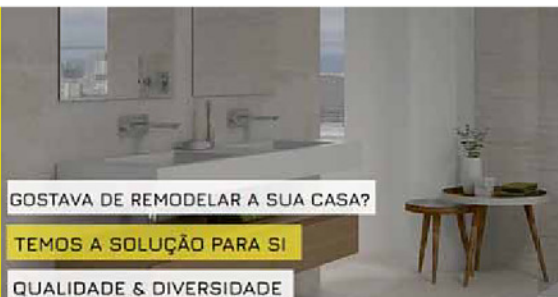 GOSTAVA DE REMODELAR A SUA CASA?
TEMOS A SOLUÇÃO PARA SI
QUALIDADE & DIVERSIDADE